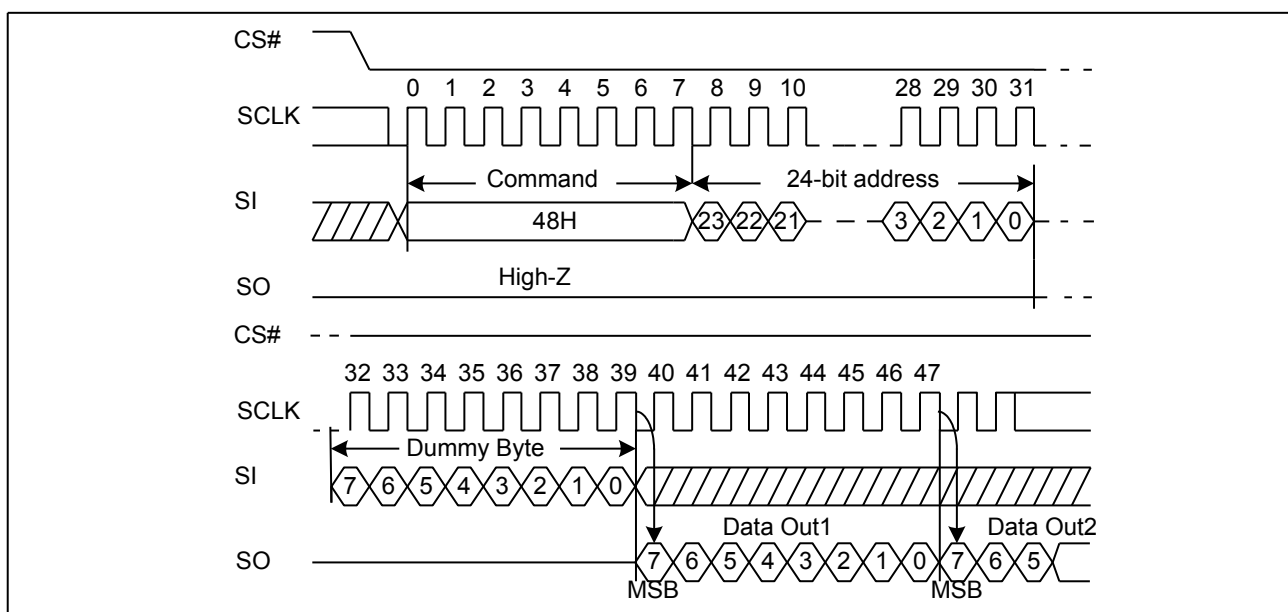 CS#
0 1 2 3 4 5 6 7 8 9 10 28 29 30 31
SCLK
Command 24-bit address
SI
48H 23 22 21 3 2 1 0
High-Z
SO
CS#
32 33 34 35 36 37 38 39 40 41 42 43 44 45 46 47
SCLK
Dummy Byte
SI
7 6 5 4 3 2 1 0
Data Out1 Data Out2
SO
7 6 5 4 3 2 1 0 7 6 5
MSB MSB